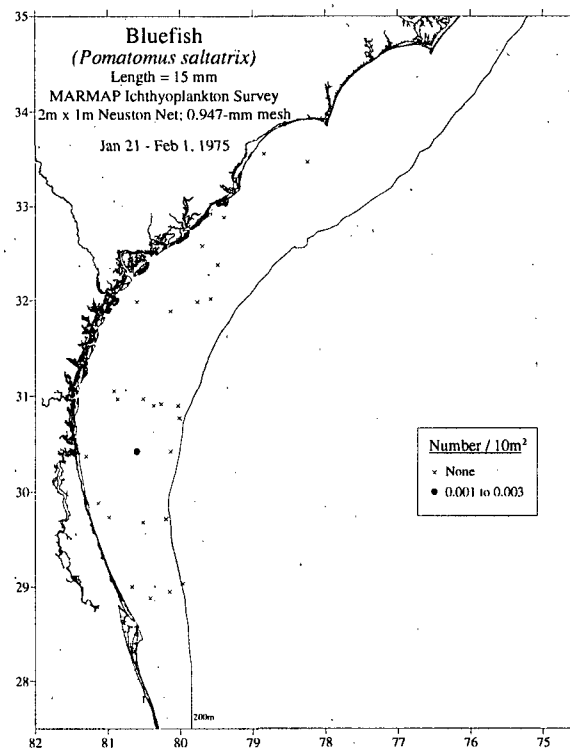 Bluefish
(Pomatomus saltatrix)
Length = 15 mm
MARMAP Ichthyoplankton Survey
2m x 1m Neuston Net; 0.947-mm mesh
Jan 21 - Feb 1, 1975
35
34
33
32
31
30
29
28
Number / 10m²
× None
● 0.001 to 0.003
200m
82 81 80 79 78 77 76 75